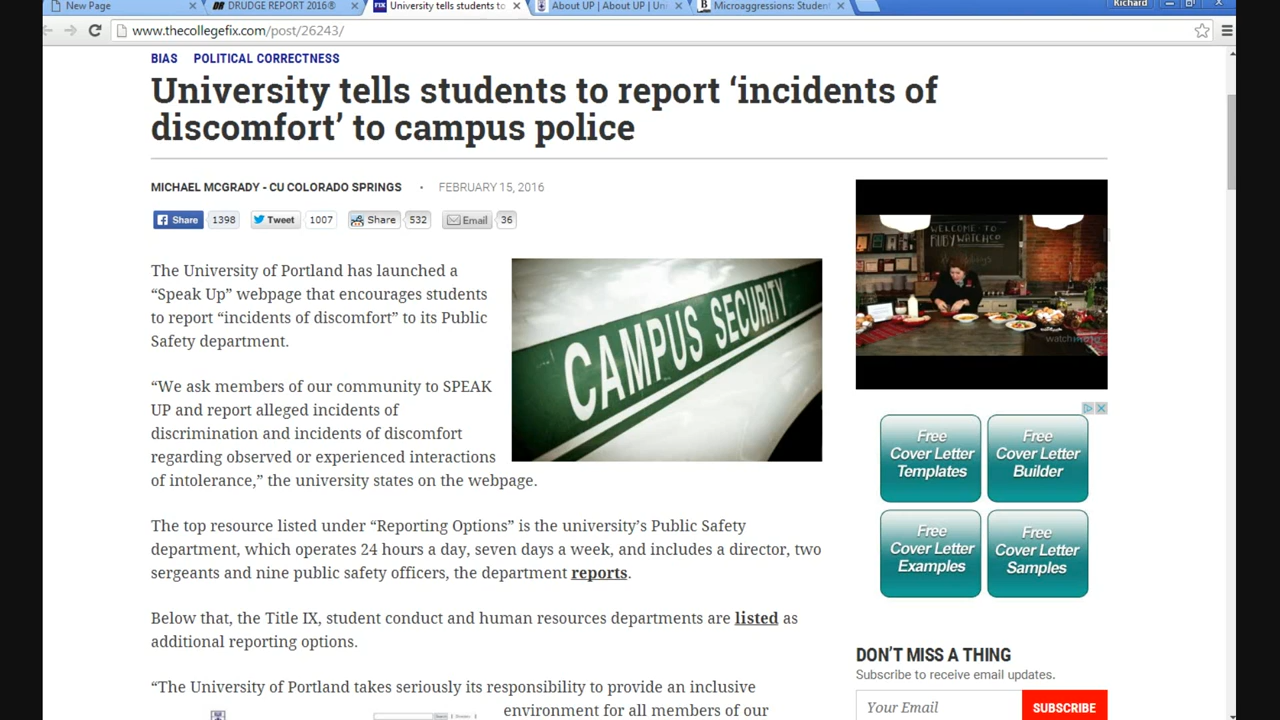 New Page
DRUDGE REPORT 2016®
University tells students to
About UP | About UP | Uni
Microaggressions: Student
Richard
www.thecollegefix.com/post/26243/
BIAS POLITICAL CORRECTNESS
University tells students to report ‘incidents of
discomfort’ to campus police
MICHAEL MCGRADY - CU COLORADO SPRINGS • FEBRUARY 15, 2016
Share 1398 Tweet 1007 Share 532 Email 36
The University of Portland has launched a
“Speak Up” webpage that encourages students
to report “incidents of discomfort” to its Public
Safety department.
“We ask members of our community to SPEAK
UP and report alleged incidents of
discrimination and incidents of discomfort
regarding observed or experienced interactions
of intolerance,” the university states on the webpage.
CAMPUS SECURITY
The top resource listed under “Reporting Options” is the university’s Public Safety
department, which operates 24 hours a day, seven days a week, and includes a director, two
sergeants and nine public safety officers, the department reports.
Below that, the Title IX, student conduct and human resources departments are listed as
additional reporting options.
“The University of Portland takes seriously its responsibility to provide an inclusive
environment for all members of our
WELCOME TO
RUBY WATCHCO
watchmojo
Free
Cover Letter
Templates
Free
Cover Letter
Builder
Free
Cover Letter
Examples
Free
Cover Letter
Samples
DON’T MISS A THING
Subscribe to receive email updates.
Your Email
SUBSCRIBE